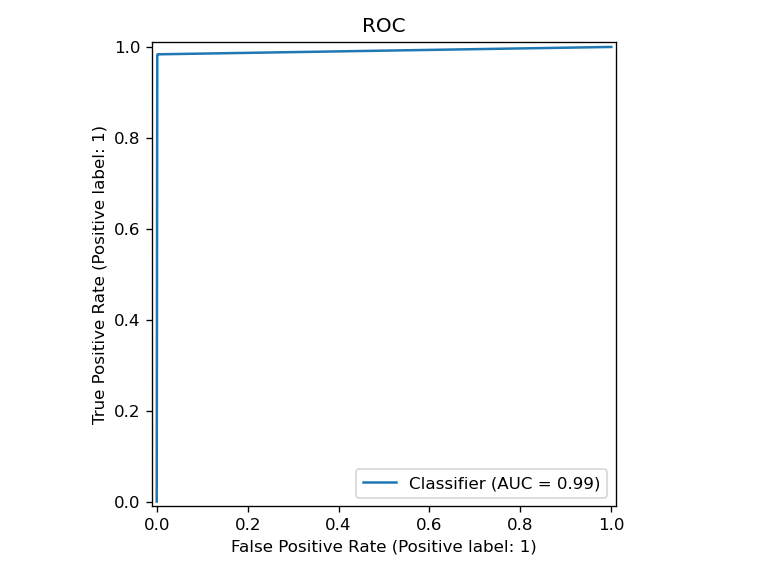 ROC
1.0
0.8
0.6
0.4
0.2
0.0
True Positive Rate (Positive label: 1)
Classifier (AUC = 0.99)
0.0 0.2 0.4 0.6 0.8 1.0
False Positive Rate (Positive label: 1)